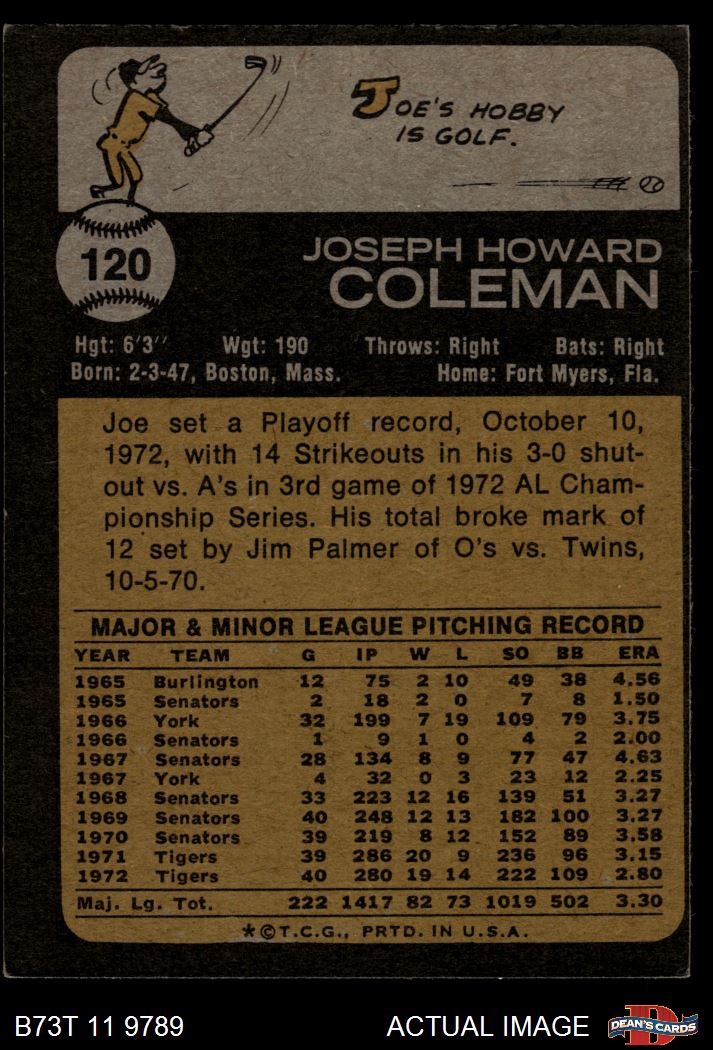 JOE'S HOBBY
IS GOLF.
120
JOSEPH HOWARD
COLEMAN
Hgt: 6'3" Wgt: 190 Throws: Right Bats: Right
Born: 2-3-47, Boston, Mass. Home: Fort Myers, Fla.
Joe set a Playoff record, October 10,
1972, with 14 Strikeouts in his 3-0 shut-
out vs. A's in 3rd game of 1972 AL Cham-
pionship Series. His total broke mark of
12 set by Jim Palmer of O's vs. Twins,
10-5-70.
MAJOR & MINOR LEAGUE PITCHING RECORD
YEAR TEAM G IP W L SO BB ERA
1965 Burlington 12 75 2 10 49 38 4.56
1965 Senators 2 18 2 0 7 8 1.50
1966 York 32 199 7 19 109 79 3.75
1966 Senators 1 9 1 0 4 2 2.00
1967 Senators 28 134 8 9 77 47 4.63
1967 York 4 32 0 3 23 12 2.25
1968 Senators 33 223 12 16 139 51 3.27
1969 Senators 40 248 12 13 182 100 3.27
1970 Senators 39 219 8 12 152 89 3.58
1971 Tigers 39 286 20 9 236 96 3.15
1972 Tigers 40 280 19 14 222 109 2.80
Maj. Lg. Tot. 222 1417 82 73 1019 502 3.30
*©T.C.G., PRTD. IN U.S.A.
B73T 11 9789 ACTUAL IMAGE DEAN'S CARDS